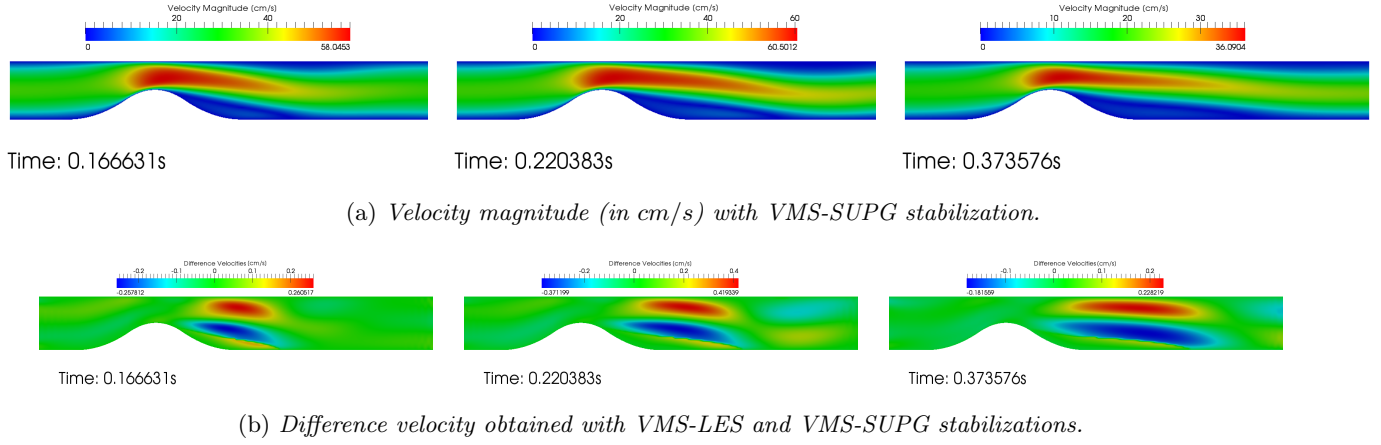 Velocity Magnitude (cm/s) Velocity Magnitude (cm/s) Velocity Magnitude (cm/s)
20 40 20 40 60 10 20 30
0 58.0453 0 60.5012 0 36.0904
Time: 0.166631s Time: 0.220383s Time: 0.373576s
(a) Velocity magnitude (in cm/s) with VMS-SUPG stabilization.
Difference Velocities (cm/s) Difference Velocities (cm/s) Difference Velocities (cm/s)
-0.2 -0.1 0 0.1 0.2 -0.2 0 0.2 0.4 -0.1 0 0.1 0.2
-0.257812 0.260517 -0.371199 0.419339 -0.181559 0.228219
Time: 0.166631s Time: 0.220383s Time: 0.373576s
(b) Difference velocity obtained with VMS-LES and VMS-SUPG stabilizations.